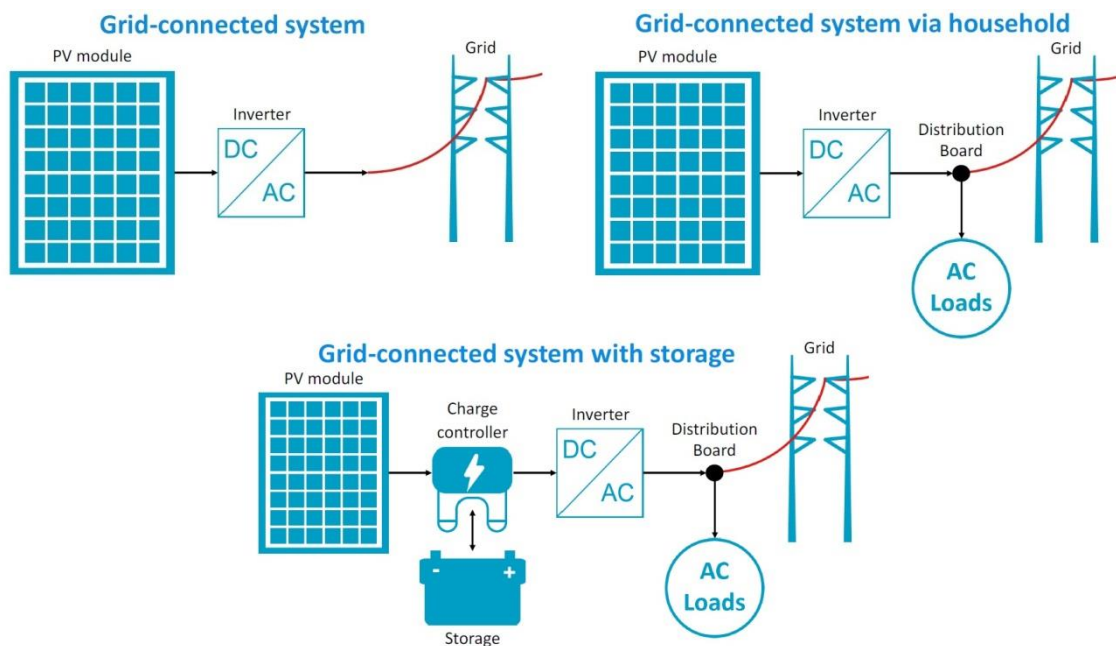 Grid-connected system
PV module
Inverter
DC
AC
Grid
Grid-connected system via household
PV module
Inverter
DC
AC
Distribution
Board
Grid
AC
Loads
Grid-connected system with storage
PV module
Charge
controller
Inverter
DC
AC
Distribution
Board
Grid
- +
Storage
AC
Loads